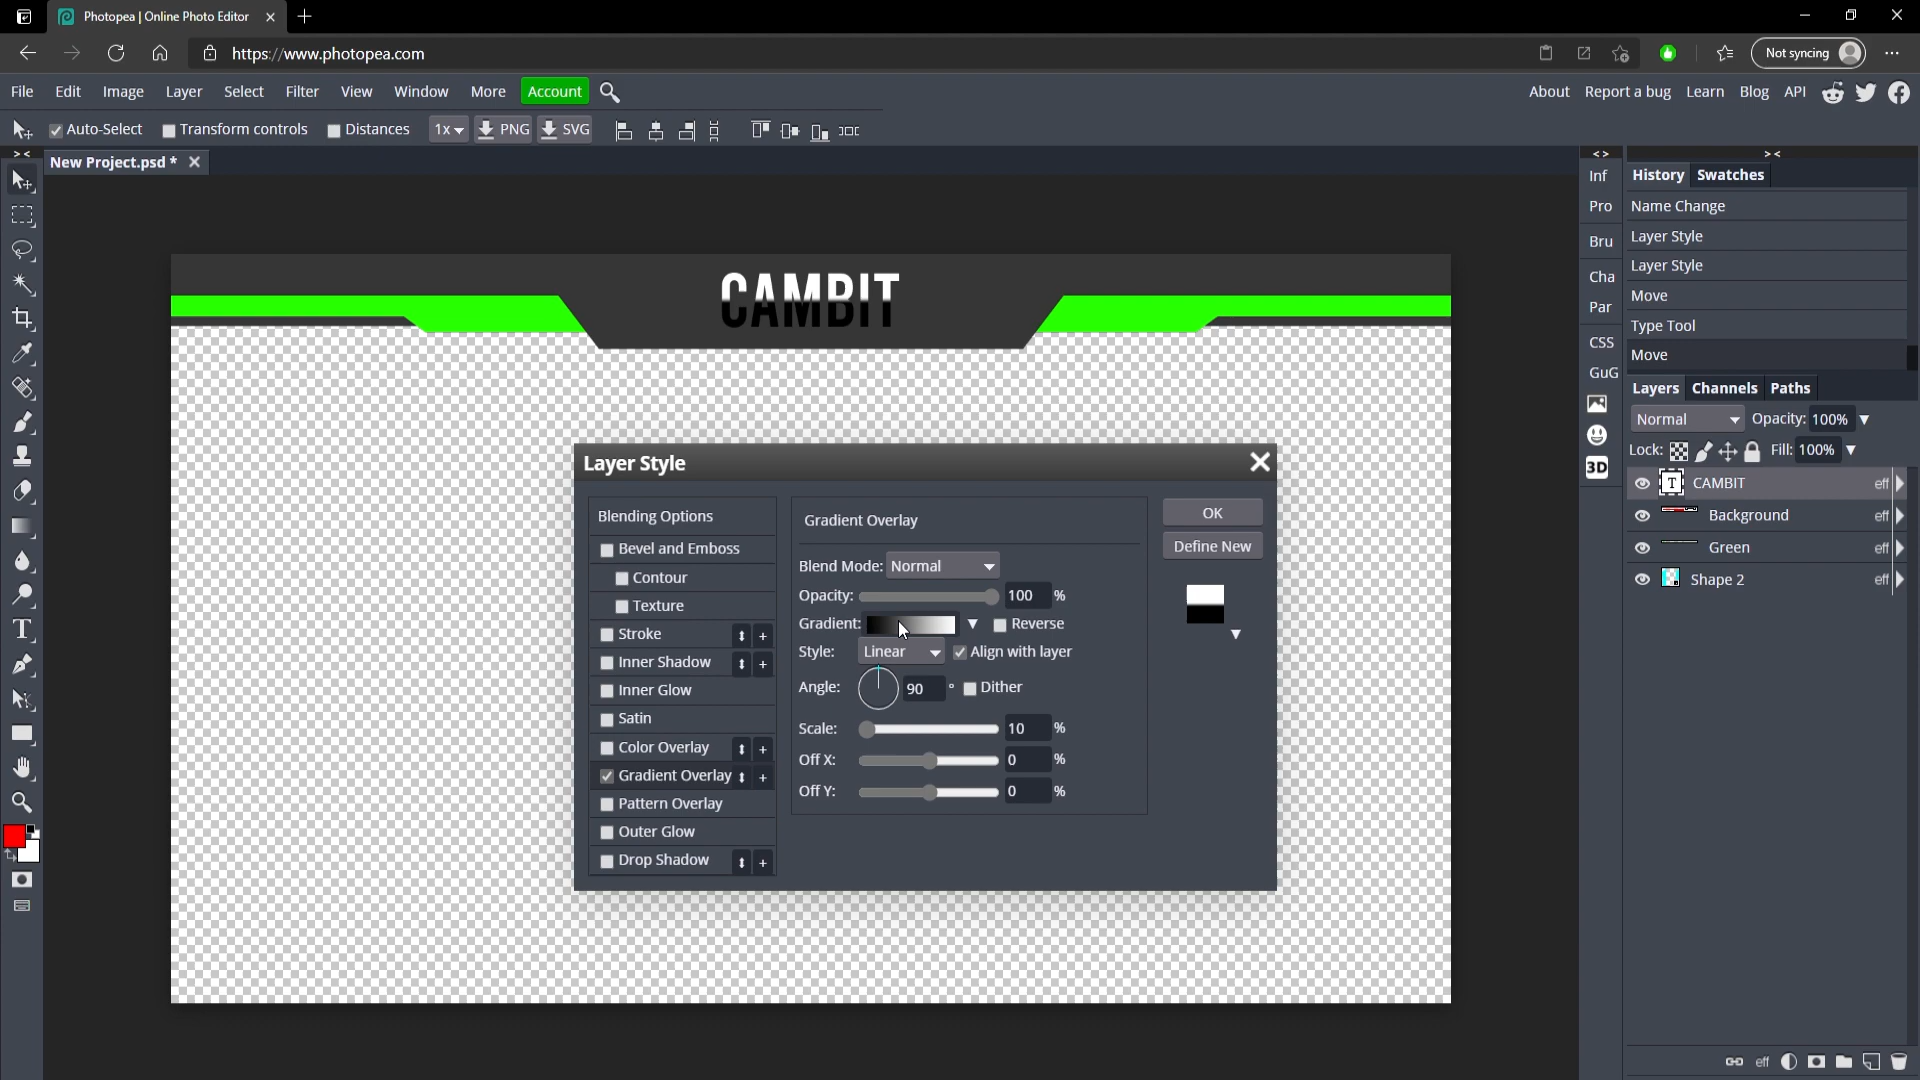 Photopea | Online Photo Editor
https://www.photopea.com
Not syncing
File Edit Image Layer Select Filter View Window More Account
About Report a bug Learn Blog API
Auto-Select Transform controls Distances 1x PNG SVG
New Project.psd *
> <
< >
> <
Inf
Pro
Bru
Cha
Par
CSS
GuG
3D
History Swatches
Name Change
Layer Style
Layer Style
Move
Type Tool
Move
Layers Channels Paths
Normal Opacity: 100%
Lock: Fill: 100%
T CAMBIT eff
Background eff
Green eff
Shape 2 eff
eff
CAMBIT
Layer Style
Blending Options
Bevel and Emboss
Contour
Texture
Stroke +
Inner Shadow +
Inner Glow
Satin
Color Overlay +
Gradient Overlay +
Pattern Overlay
Outer Glow
Drop Shadow +
Gradient Overlay
Blend Mode: Normal
Opacity: 100 %
Gradient: Reverse
Style: Linear Align with layer
Angle: 90 ° Dither
Scale: 10 %
Off X: 0 %
Off Y: 0 %
OK
Define New